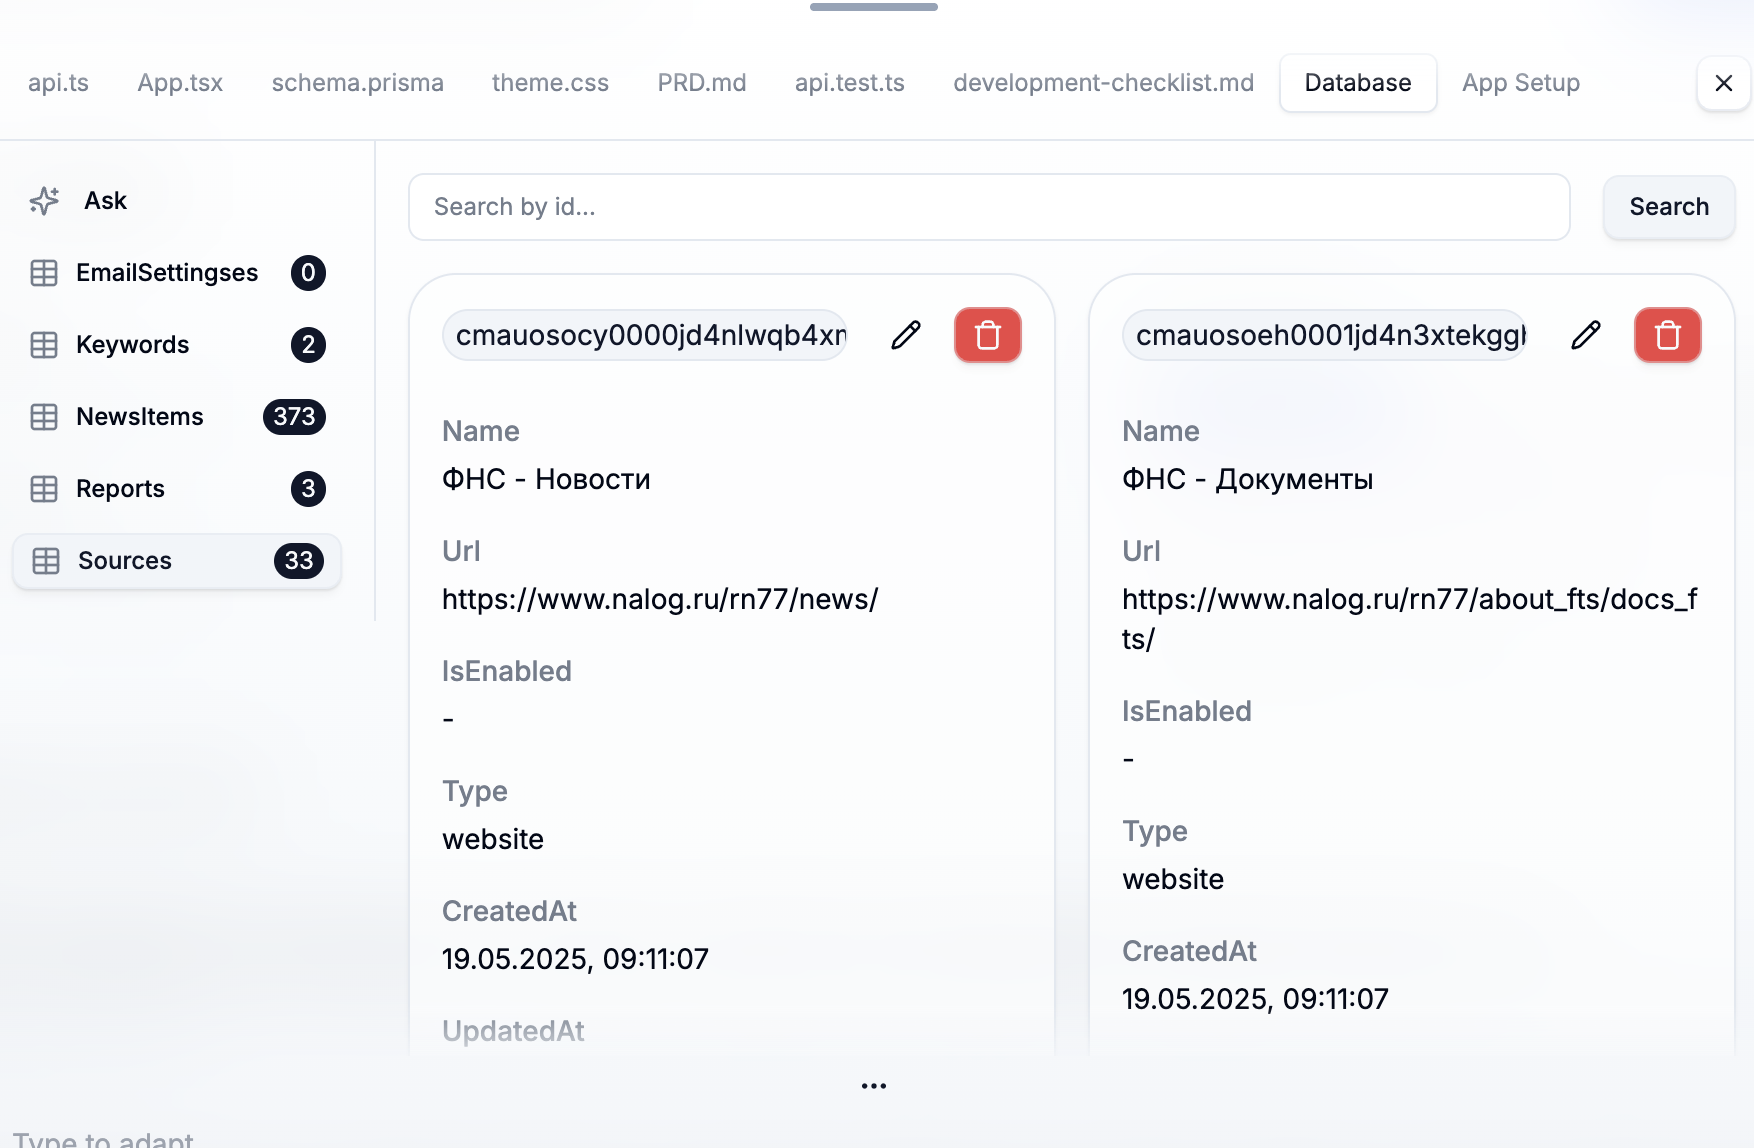 api.ts App.tsx schema.prisma theme.css PRD.md api.test.ts development-checklist.md Database App Setup
Ask
EmailSettingses 0
Keywords 2
NewsItems 373
Reports 3
Sources 33
Search by id...
Search
cmauosocy0000jd4nlwqb4xn
Name
ФНС - Новости
Url
https://www.nalog.ru/rn77/news/
IsEnabled
-
Type
website
CreatedAt
19.05.2025, 09:11:07
UpdatedAt
cmauosoeh0001jd4n3xtekggh
Name
ФНС - Документы
Url
https://www.nalog.ru/rn77/about_fts/docs_f
ts/
IsEnabled
-
Type
website
CreatedAt
19.05.2025, 09:11:07
...
Type to adapt